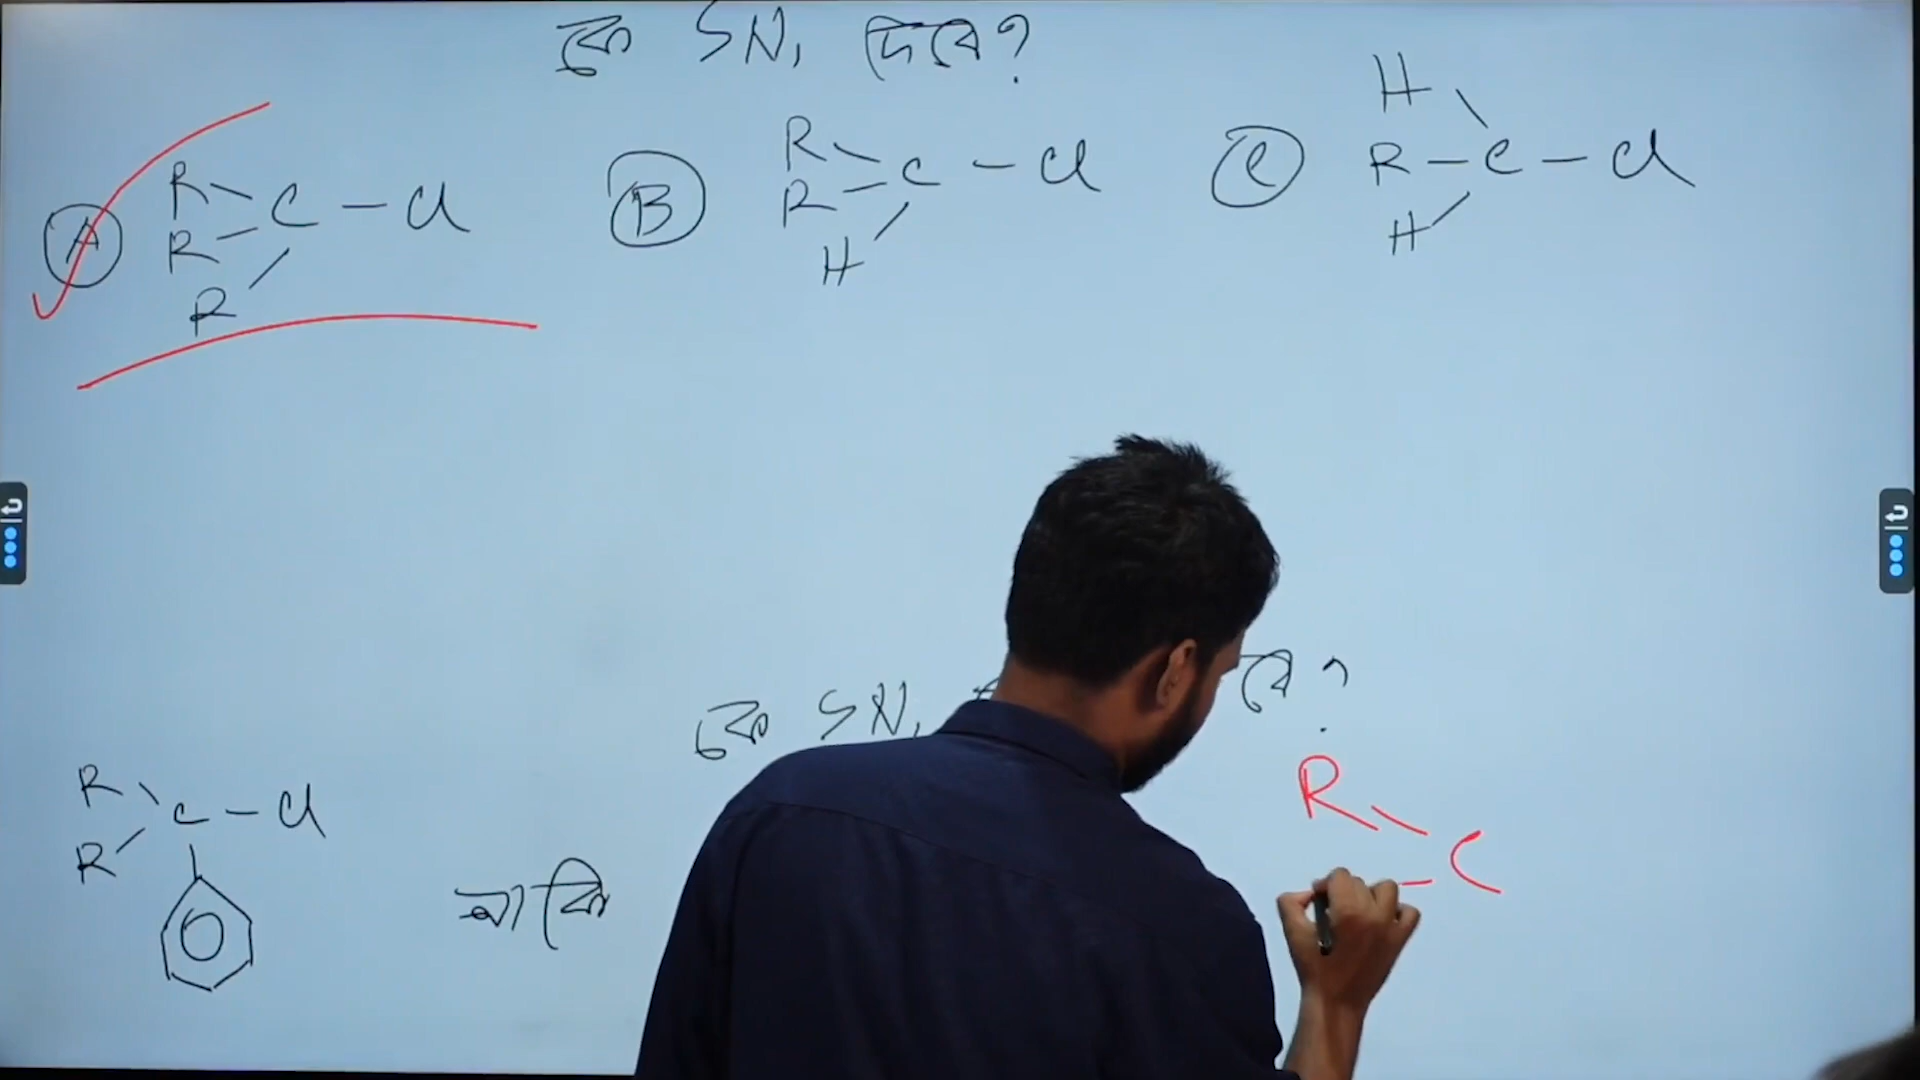 কে SN₁ দেবে?
A R R R C - Cl
B R R H C - Cl
C H R - C - Cl H
কে SN₁ বে ?
R R C - Cl
নাকি
R C